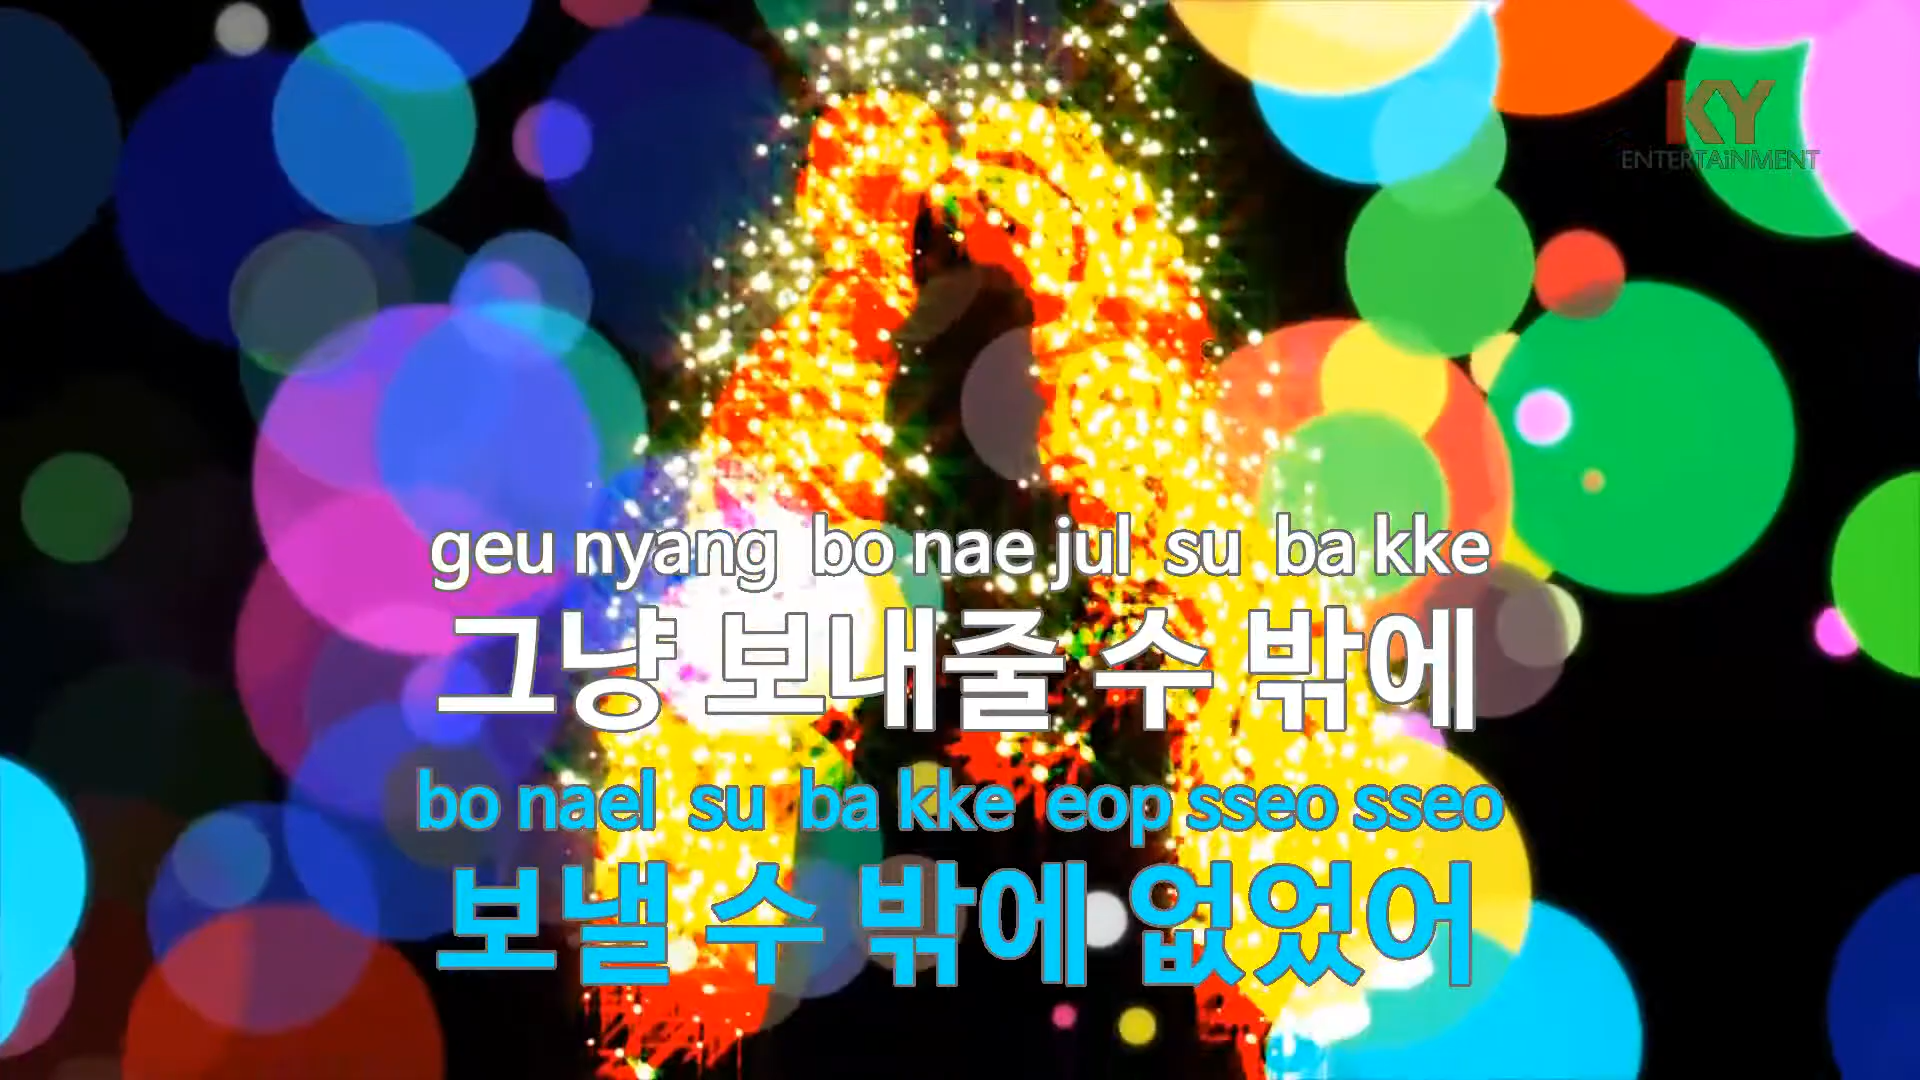 KY
ENTERTAiNMENT
geu nyang bo nae jul su ba kke
그냥 보내줄 수 밖에
bo nael su ba kke eop sseo sseo
보낼 수 밖에 없었어